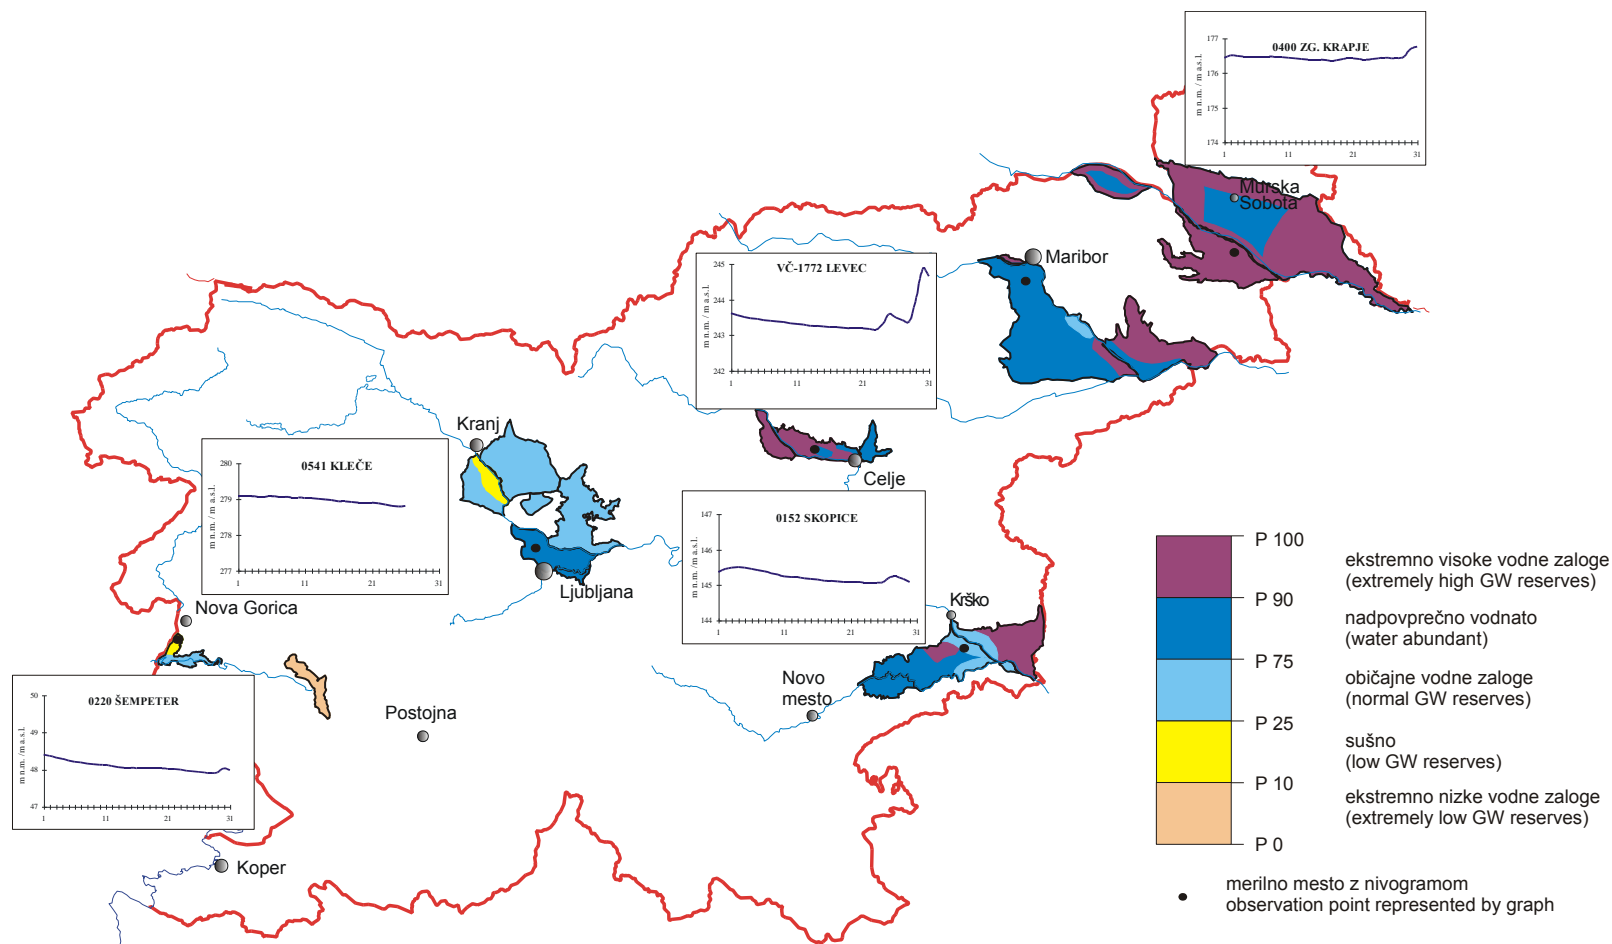 0400 ZG. KRAPJE
m n.m. / m a.s.l.
177
176
175
174
1 11 21 31
Murska
Sobota
Maribor
VČ-1772 LEVEC
m n.m. / m a.s.l.
245
244
243
242
1 11 21 31
Kranj
Celje
0541 KLEČE
m n.m. / m a.s.l.
280
279
278
277
1 11 21 31
Ljubljana
0152 SKOPICE
m n.m. /m a.s.l.
147
146
145
144
1 11 21 31
Nova Gorica
Krško
Novo
mesto
Postojna
0220 ŠEMPETER
m n.m. /m a.s.l.
50
49
48
47
1 11 21 31
Koper
P 100
ekstremno visoke vodne zaloge
(extremely high GW reserves)
P 90
nadpovprečno vodnato
(water abundant)
P 75
običajne vodne zaloge
(normal GW reserves)
P 25
sušno
(low GW reserves)
P 10
ekstremno nizke vodne zaloge
(extremely low GW reserves)
P 0
merilno mesto z nivogramom
observation point represented by graph